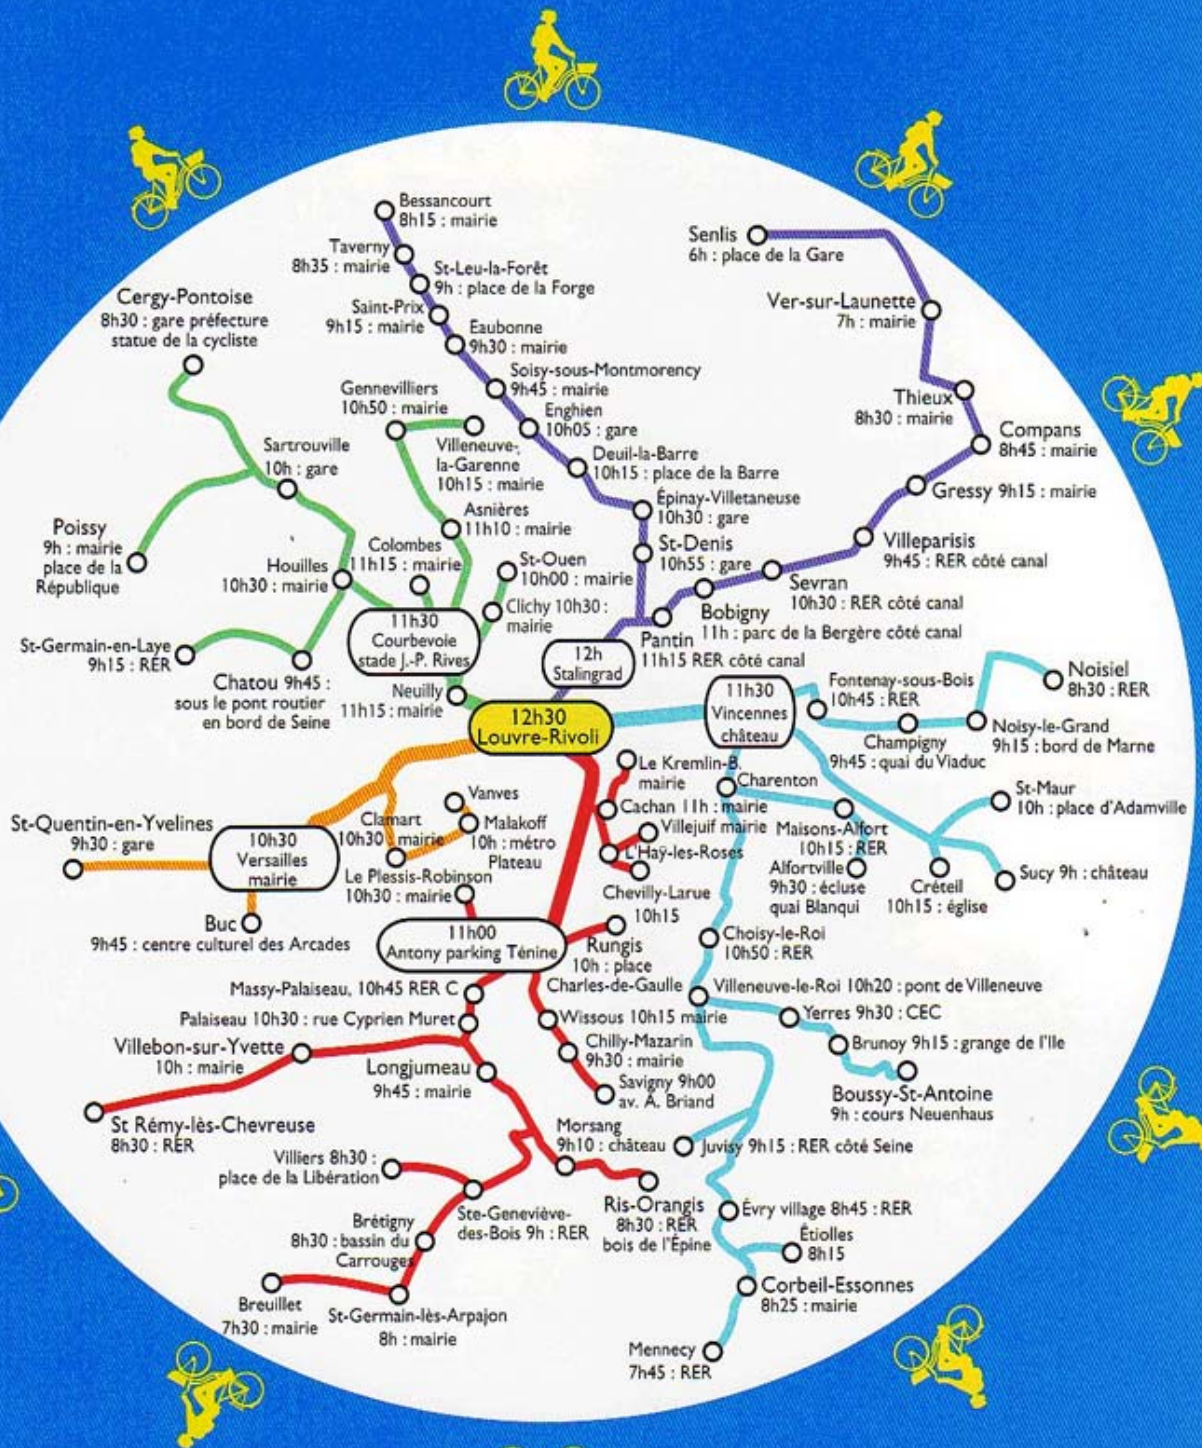 Bessancourt
8h15 : mairie
Taverny
8h35 : mairie
St-Leu-la-Forêt
9h : place de la Forge
Saint-Prix
9h15 : mairie
Eaubonne
9h30 : mairie
Soisy-sous-Montmorency
9h45 : mairie
Enghien
10h05 : gare
Deuil-la-Barre
10h15 : place de la Barre
Épinay-Villetaneuse
10h30 : gare
St-Denis
10h55 : gare
Senlis
6h : place de la Gare
Ver-sur-Launette
7h : mairie
Thieux
8h30 : mairie
Compans
8h45 : mairie
Gressy 9h15 : mairie
Villeparisis
9h45 : RER côté canal
Sevran
10h30 : RER côté canal
Bobigny
11h : parc de la Bergère côté canal
Pantin
11h15 RER côté canal
12h
Stalingrad
Cergy-Pontoise
8h30 : gare préfecture
statue de la cycliste
Sartrouville
10h : gare
Poissy
9h : mairie
place de la
République
Houilles
10h30 : mairie
St-Germain-en-Laye
9h15 : RER
Chatou 9h45 :
sous le pont routier
en bord de Seine
Gennevilliers
10h50 : mairie
Villeneuve-
la-Garenne
10h15 : mairie
Asnières
11h10 : mairie
Colombes
11h15 : mairie
St-Ouen
10h00 : mairie
Clichy 10h30 :
mairie
11h30
Courbevoie
stade J.-P. Rives
Neuilly
11h15 : mairie
12h30
Louvre-Rivoli
11h30
Vincennes
château
Fontenay-sous-Bois
10h45 : RER
Noisiel
8h30 : RER
Champigny
9h45 : quai du Viaduc
Noisy-le-Grand
9h15 : bord de Marne
Charenton
St-Maur
10h : place d'Adamville
Maisons-Alfort
10h15 : RER
Alfortville
9h30 : écluse
quai Blanqui
Créteil
10h15 : église
Sucy 9h : château
Choisy-le-Roi
10h50 : RER
Villeneuve-le-Roi 10h20 : pont de Villeneuve
Yerres 9h30 : CEC
Brunoy 9h15 : grange de l'Ile
Boussy-St-Antoine
9h : cours Neuenhaus
Juvisy 9h15 : RER côté Seine
Évry village 8h45 : RER
Étiolles
8h15
Corbeil-Essonnes
8h25 : mairie
Mennecy
7h45 : RER
St-Quentin-en-Yvelines
9h30 : gare
10h30
Versailles
mairie
Buc
9h45 : centre culturel des Arcades
Clamart
10h30 : mairie
Vanves
Malakoff
10h : métro
Plateau
Le Kremlin-B.
mairie
Cachan 11h : mairie
Villejuif mairie
L'Haÿ-les-Roses
Chevilly-Larue
10h15
Le Plessis-Robinson
10h30 : mairie
11h00
Antony parking Ténine
Rungis
10h : place
Charles-de-Gaulle
Massy-Palaiseau, 10h45 RER C
Palaiseau 10h30 : rue Cyprien Muret
Villebon-sur-Yvette
10h : mairie
St Rémy-lès-Chevreuse
8h30 : RER
Longjumeau
9h45 : mairie
Wissous 10h15 mairie
Chilly-Mazarin
9h30 : mairie
Savigny 9h00
av. A. Briand
Morsang
9h10 : château
Ris-Orangis
8h30 : RER
bois de l'Épine
Villiers 8h30 :
place de la Libération
Ste-Geneviève-
des-Bois 9h : RER
Brétigny
8h30 : bassin du
Carrouges
Breuillet
7h30 : mairie
St-Germain-lès-Arpajon
8h : mairie